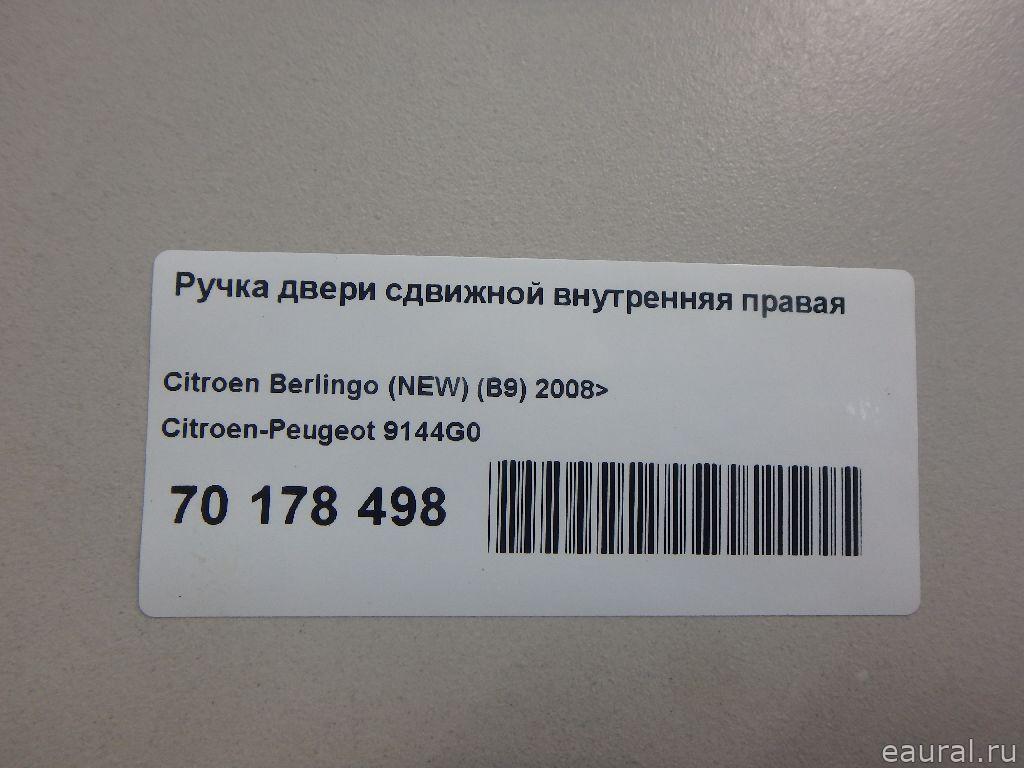 Ручка двери сдвижной внутренняя правая
Citroen Berlingo (NEW) (B9) 2008>
Citroen-Peugeot 9144G0
70 178 498
eaural.ru